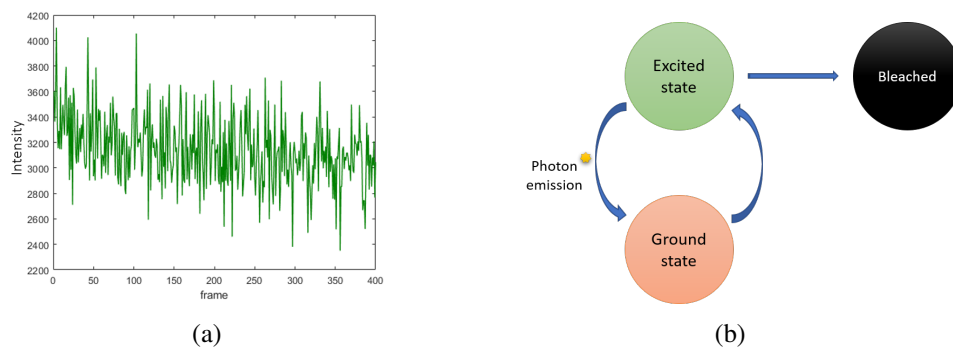 4200
4000
3800
3600
3400
3200
3000
2800
2600
2400
2200
Intensity
0 50 100 150 200 250 300 350 400
frame
(a)
Excited
state
Bleached
Photon
emission
Ground
state
(b)